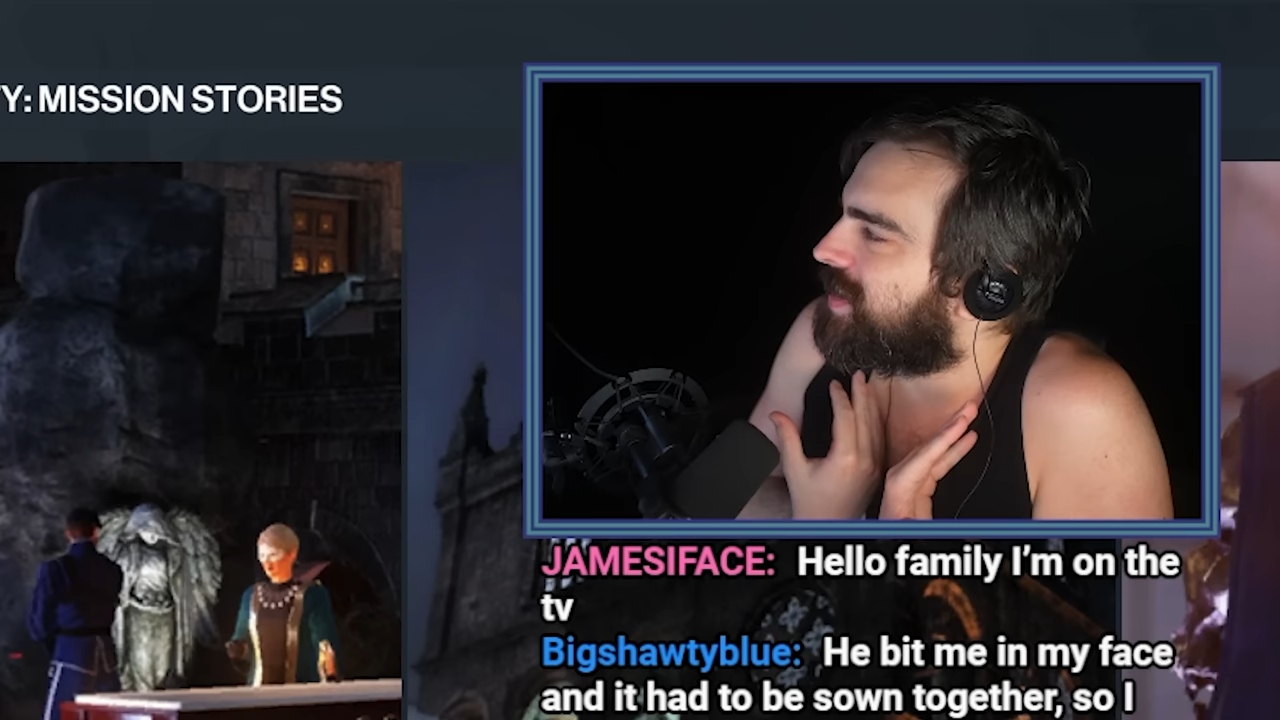 Y: MISSION STORIES
JAMESIFACE: Hello family I’m on the
tv
Bigshawtyblue: He bit me in my face
and it had to be sown together, so I